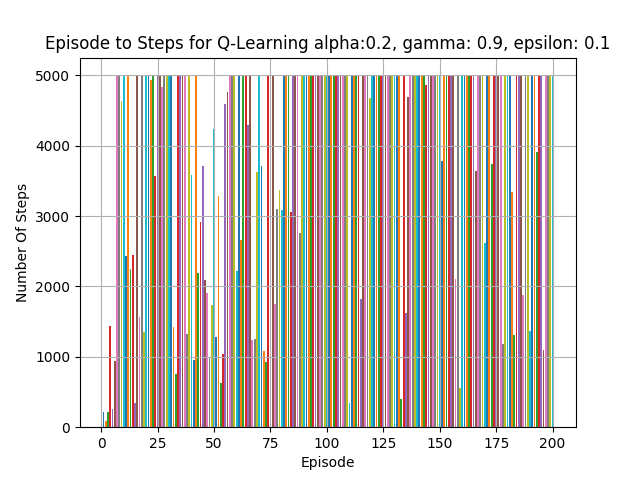 Episode to Steps for Q-Learning alpha:0.2, gamma: 0.9, epsilon: 0.1
5000
4000
3000
2000
1000
0
Number Of Steps
0 25 50 75 100 125 150 175 200
Episode